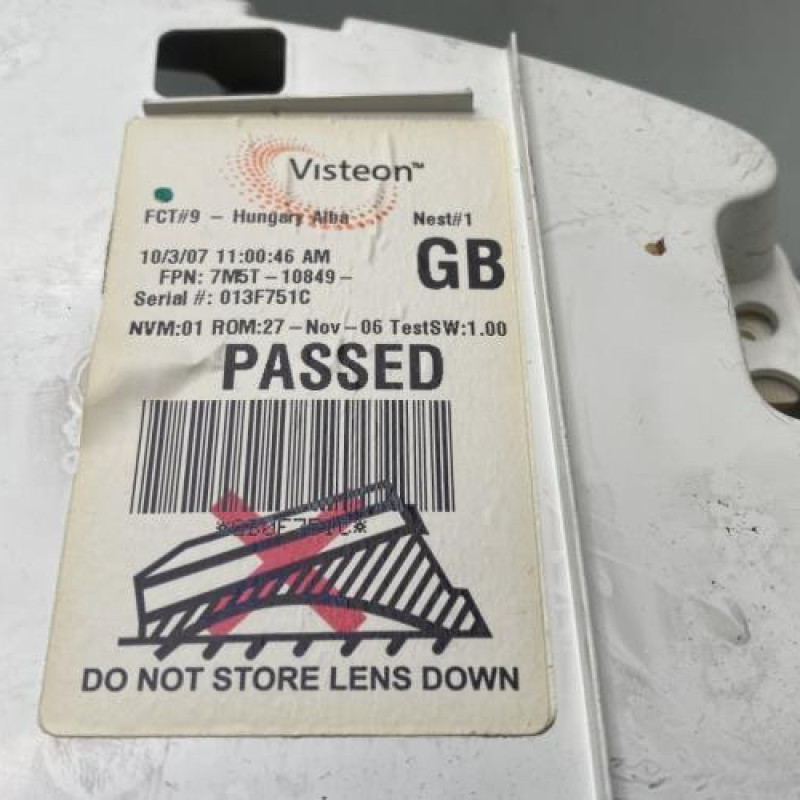 Visteon™
FCT#9 - Hungary Alba Nest#1
10/3/07 11:00:46 AM
GB
FPN: 7M5T-10849-
Serial #: 013F751C
NVM:01 ROM:27-Nov-06 TestSW:1.00
PASSED
DO NOT STORE LENS DOWN